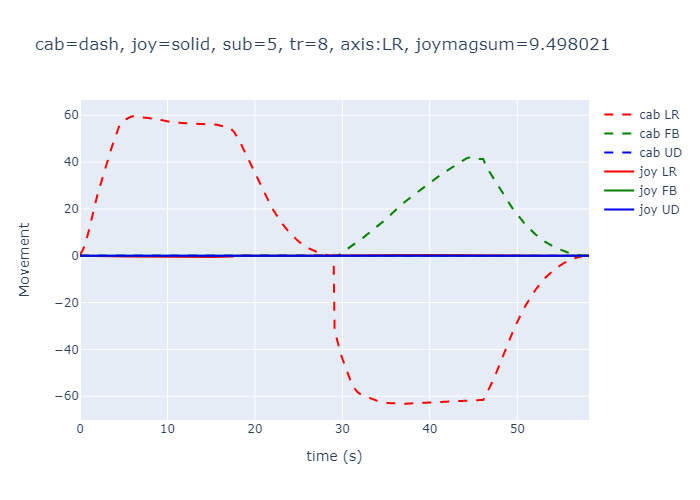 cab=dash, joy=solid, sub=5, tr=8, axis:LR, joymagsum=9.498021
cab LR
cab FB
cab UD
joy LR
joy FB
joy UD
Movement
60
40
20
0
−20
−40
−60
0
10
20
30
40
50
time (s)